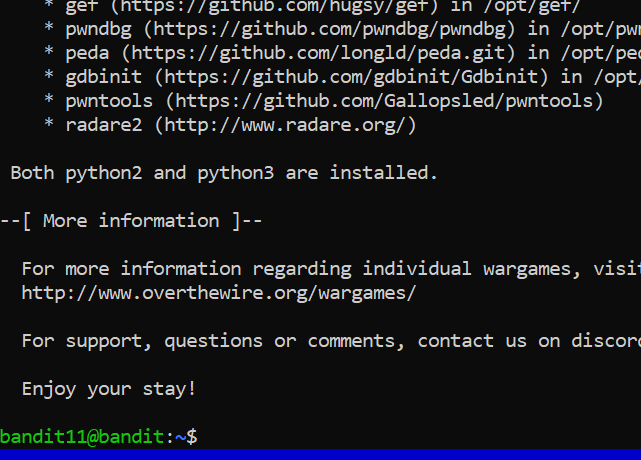 * gef (https://github.com/hugsy/gef) in /opt/gef/
* pwndbg (https://github.com/pwndbg/pwndbg) in /opt/pwn
* peda (https://github.com/longld/peda.git) in /opt/ped
* gdbinit (https://github.com/gdbinit/Gdbinit) in /opt/
* pwntools (https://github.com/Gallopsled/pwntools)
* radare2 (http://www.radare.org/)
Both python2 and python3 are installed.
--[ More information ]--
For more information regarding individual wargames, visit
http://www.overthewire.org/wargames/
For support, questions or comments, contact us on discord
Enjoy your stay!
bandit11@bandit:~$